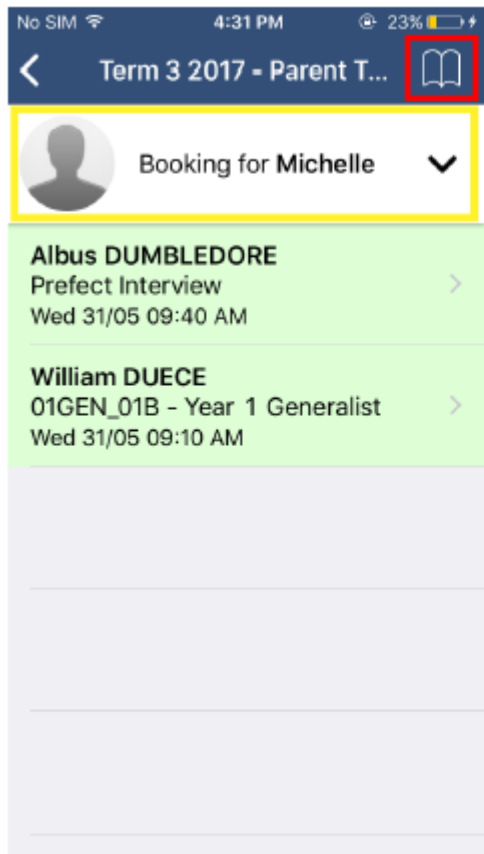 No SIM 4:31 PM 23%
Term 3 2017 - Parent T...
Booking for Michelle
Albus DUMBLEDORE
Prefect Interview
Wed 31/05 09:40 AM
William DUECE
01GEN_01B - Year 1 Generalist
Wed 31/05 09:10 AM